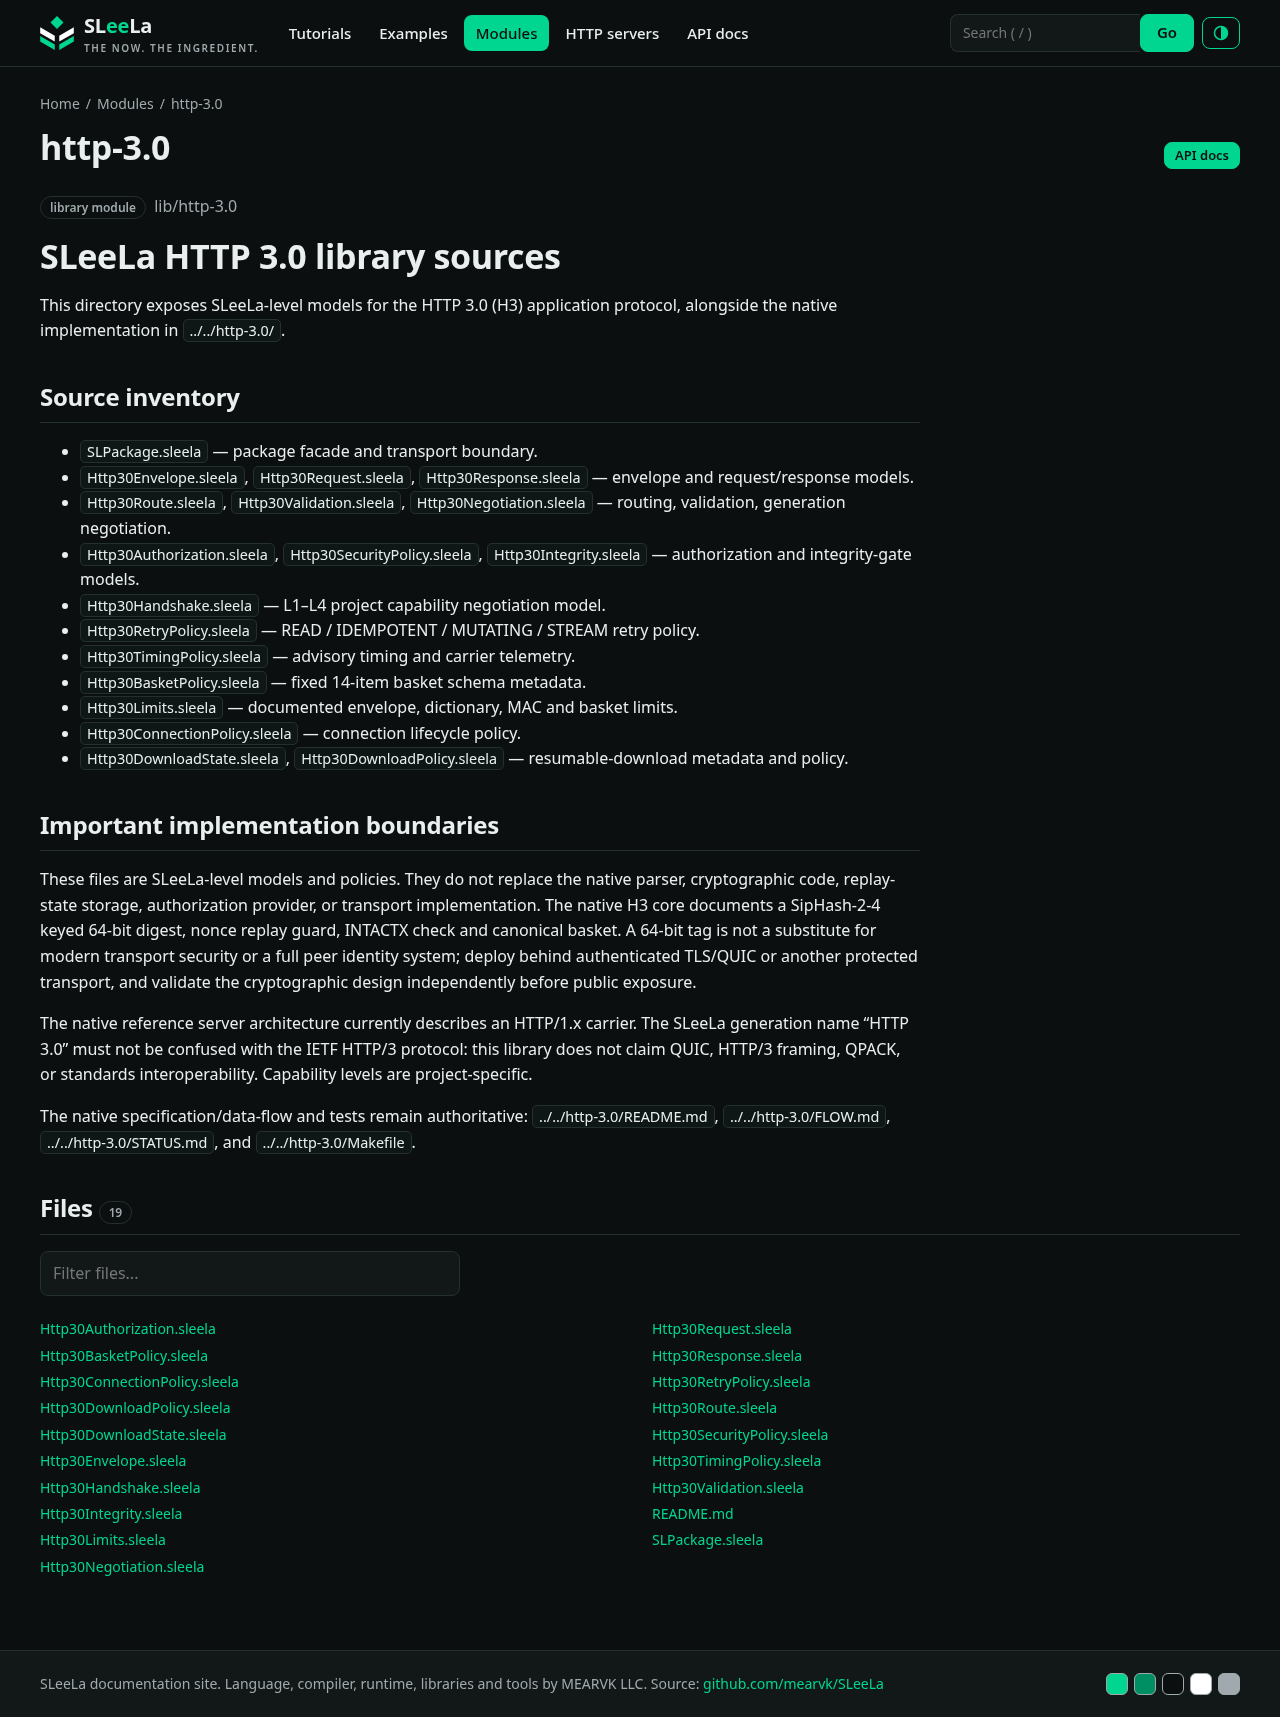 SLeeLa
THE NOW. THE INGREDIENT.
Tutorials Examples Modules HTTP servers API docs
Search ( / ) Go
Home / Modules / http-3.0
http-3.0
API docs
library module lib/http-3.0
SLeeLa HTTP 3.0 library sources
This directory exposes SLeeLa-level models for the HTTP 3.0 (H3) application protocol, alongside the native
implementation in ../../http-3.0/ .
Source inventory
• SLPackage.sleela — package facade and transport boundary.
• Http30Envelope.sleela , Http30Request.sleela , Http30Response.sleela — envelope and request/response models.
• Http30Route.sleela , Http30Validation.sleela , Http30Negotiation.sleela — routing, validation, generation
negotiation.
• Http30Authorization.sleela , Http30SecurityPolicy.sleela , Http30Integrity.sleela — authorization and integrity-gate
models.
• Http30Handshake.sleela — L1–L4 project capability negotiation model.
• Http30RetryPolicy.sleela — READ / IDEMPOTENT / MUTATING / STREAM retry policy.
• Http30TimingPolicy.sleela — advisory timing and carrier telemetry.
• Http30BasketPolicy.sleela — fixed 14-item basket schema metadata.
• Http30Limits.sleela — documented envelope, dictionary, MAC and basket limits.
• Http30ConnectionPolicy.sleela — connection lifecycle policy.
• Http30DownloadState.sleela , Http30DownloadPolicy.sleela — resumable-download metadata and policy.
Important implementation boundaries
These files are SLeeLa-level models and policies. They do not replace the native parser, cryptographic code, replay-
state storage, authorization provider, or transport implementation. The native H3 core documents a SipHash-2-4
keyed 64-bit digest, nonce replay guard, INTACTX check and canonical basket. A 64-bit tag is not a substitute for
modern transport security or a full peer identity system; deploy behind authenticated TLS/QUIC or another protected
transport, and validate the cryptographic design independently before public exposure.
The native reference server architecture currently describes an HTTP/1.x carrier. The SLeeLa generation name “HTTP
3.0” must not be confused with the IETF HTTP/3 protocol: this library does not claim QUIC, HTTP/3 framing, QPACK,
or standards interoperability. Capability levels are project-specific.
The native specification/data-flow and tests remain authoritative: ../../http-3.0/README.md , ../../http-3.0/FLOW.md ,
../../http-3.0/STATUS.md , and ../../http-3.0/Makefile .
Files 19
Filter files...
Http30Authorization.sleela
Http30BasketPolicy.sleela
Http30ConnectionPolicy.sleela
Http30DownloadPolicy.sleela
Http30DownloadState.sleela
Http30Envelope.sleela
Http30Handshake.sleela
Http30Integrity.sleela
Http30Limits.sleela
Http30Negotiation.sleela
Http30Request.sleela
Http30Response.sleela
Http30RetryPolicy.sleela
Http30Route.sleela
Http30SecurityPolicy.sleela
Http30TimingPolicy.sleela
Http30Validation.sleela
README.md
SLPackage.sleela
SLeeLa documentation site. Language, compiler, runtime, libraries and tools by MEARVK LLC. Source: github.com/mearvk/SLeeLa